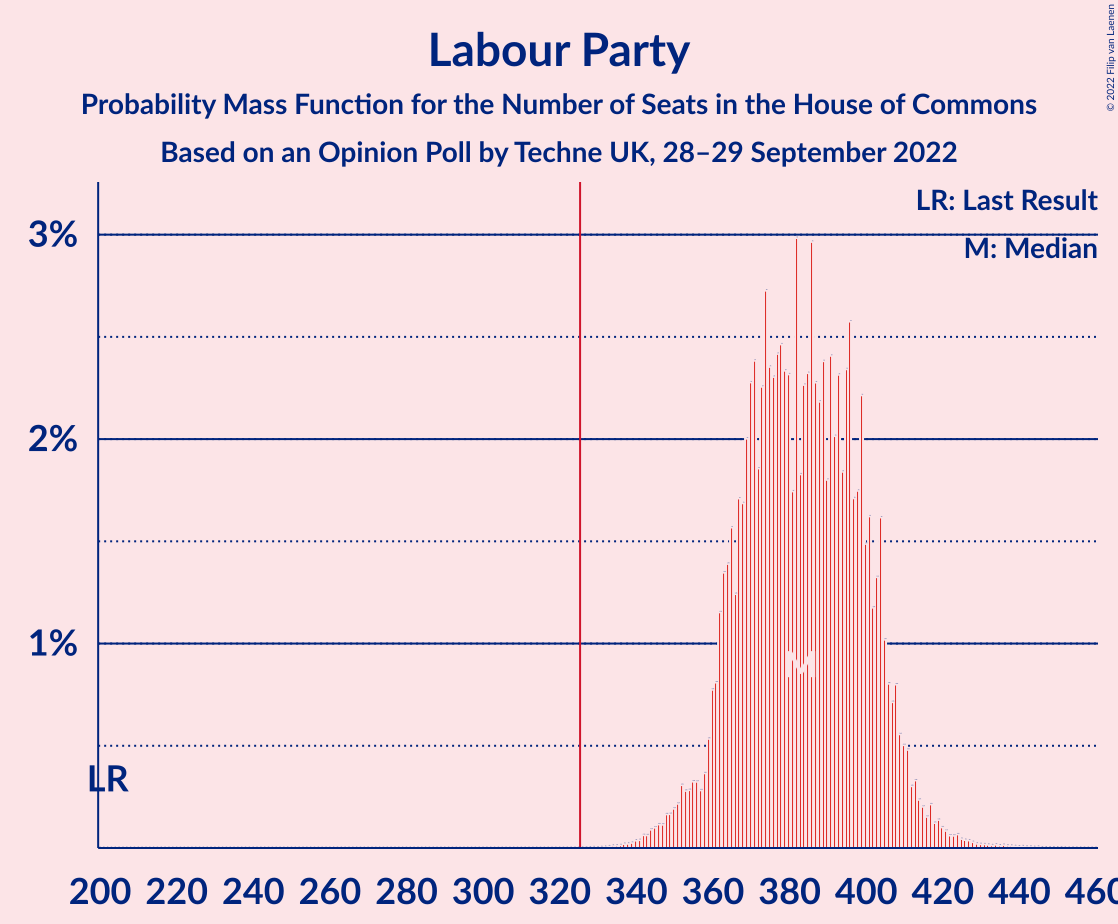 Labour Party
Probability Mass Function for the Number of Seats in the House of Commons
Based on an Opinion Poll by Techne UK, 28–29 September 2022
© 2022 Filip van Laenen
LR: Last Result
M: Median
3%
2%
1%
M
LR
200 220 240 260 280 300 320 340 360 380 400 420 440 460